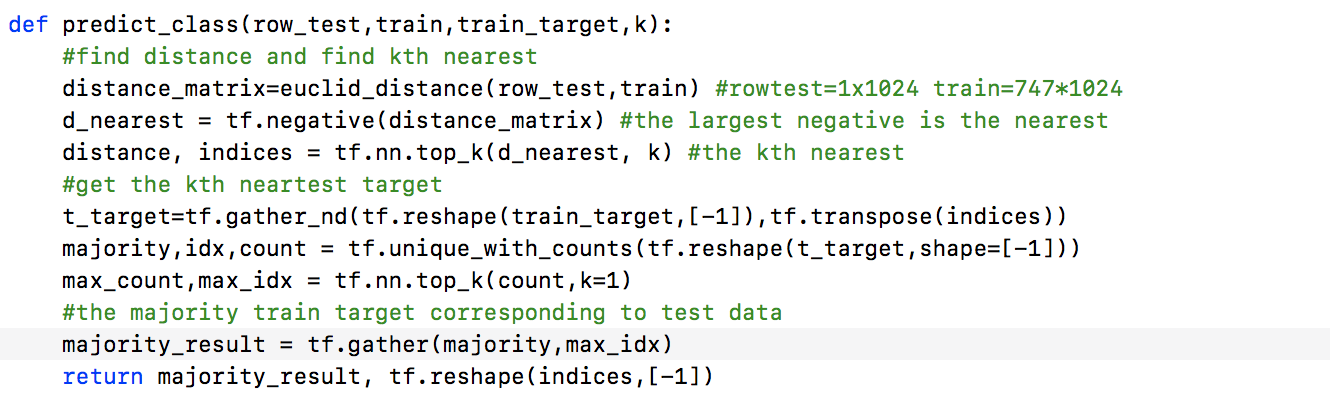 def predict_class(row_test,train,train_target,k):
    #find distance and find kth nearest
    distance_matrix=euclid_distance(row_test,train) #rowtest=1x1024 train=747*1024
    d_nearest = tf.negative(distance_matrix) #the largest negative is the nearest
    distance, indices = tf.nn.top_k(d_nearest, k) #the kth nearest
    #get the kth neartest target
    t_target=tf.gather_nd(tf.reshape(train_target,[-1]),tf.transpose(indices))
    majority,idx,count = tf.unique_with_counts(tf.reshape(t_target,shape=[-1]))
    max_count,max_idx = tf.nn.top_k(count,k=1)
    #the majority train target corresponding to test data
    majority_result = tf.gather(majority,max_idx)
    return majority_result, tf.reshape(indices,[-1])